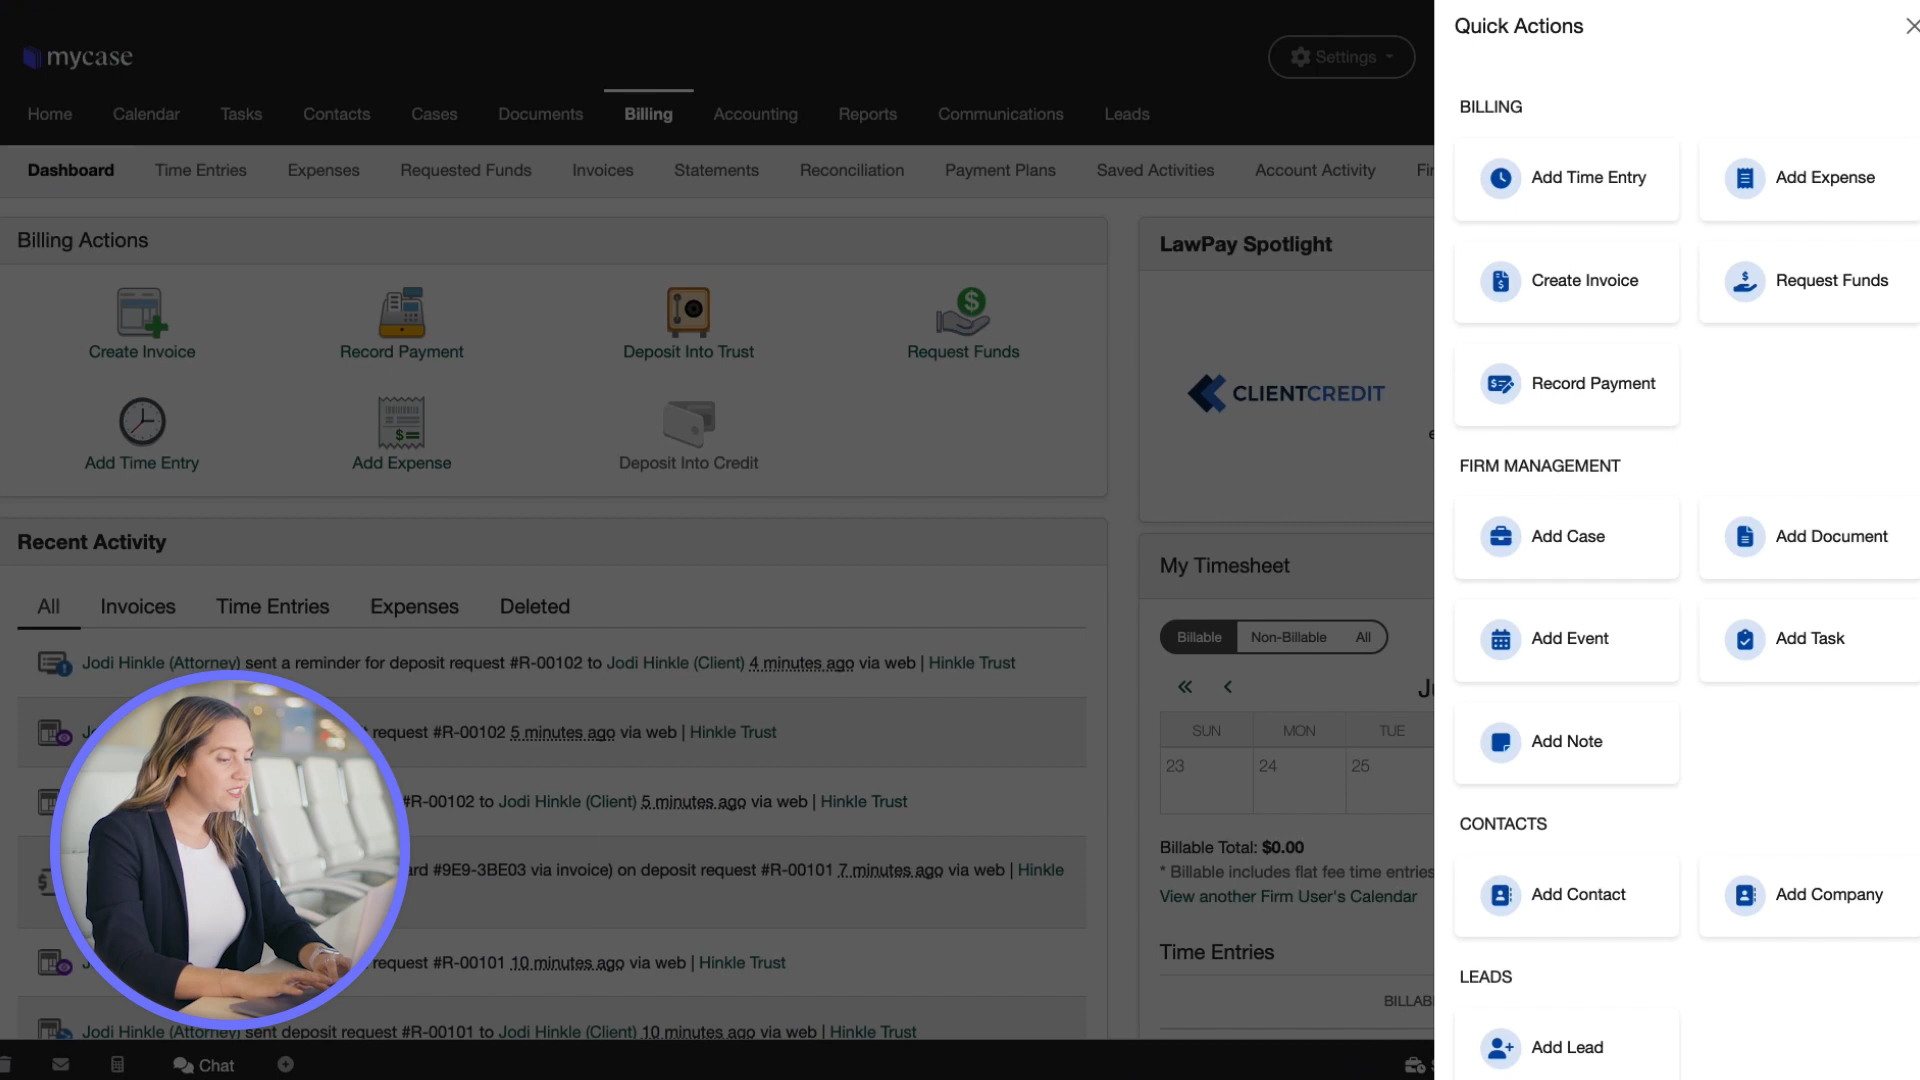 mycase
Settings
Home Calendar Tasks Contacts Cases Documents Billing Accounting Reports Communications Leads
Dashboard Time Entries Expenses Requested Funds Invoices Statements Reconciliation Payment Plans Saved Activities Account Activity
Billing Actions
Create Invoice Record Payment Deposit Into Trust Request Funds
Add Time Entry Add Expense Deposit Into Credit
Recent Activity
All Invoices Time Entries Expenses Deleted
Jodi Hinkle (Attorney) sent a reminder for deposit request #R-00102 to Jodi Hinkle (Client) 4 minutes ago via web | Hinkle Trust
request #R-00102 5 minutes ago via web | Hinkle Trust
#R-00102 to Jodi Hinkle (Client) 5 minutes ago via web | Hinkle Trust
#9E9-3BE03 via invoice) on deposit request #R-00101 7 minutes ago via web | Hinkle
request #R-00101 10 minutes ago via web | Hinkle Trust
Jodi Hinkle (Attorney) sent deposit request #R-00101 to Jodi Hinkle (Client) 10 minutes ago via web | Hinkle Trust
Chat
LawPay Spotlight
CLIENTCREDIT
My Timesheet
Billable Non-Billable All
« ‹
SUN MON TUE
23 24 25
Billable Total: $0.00
* Billable includes flat fee time entries
View another Firm User's Calendar
Time Entries
Quick Actions
BILLING
Add Time Entry Add Expense
Create Invoice Request Funds
Record Payment
FIRM MANAGEMENT
Add Case Add Document
Add Event Add Task
Add Note
CONTACTS
Add Contact Add Company
LEADS
Add Lead